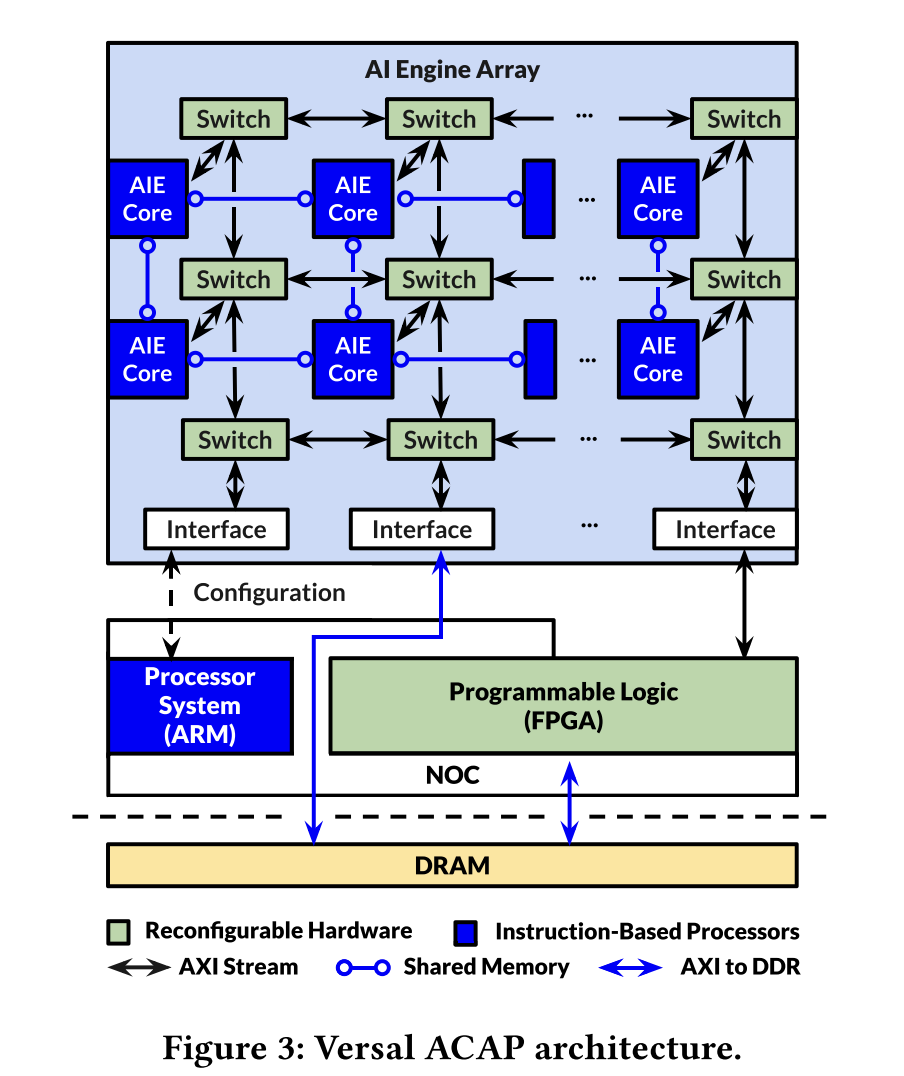 AI Engine Array
Switch Switch ... Switch
AIE Core AIE Core ... AIE Core
Switch Switch ... Switch
AIE Core AIE Core ... AIE Core
Switch Switch ... Switch
Interface Interface ... Interface
Configuration
Processor System (ARM)
Programmable Logic (FPGA)
NOC
DRAM
Reconfigurable Hardware Instruction-Based Processors
AXI Stream Shared Memory AXI to DDR
Figure 3: Versal ACAP architecture.